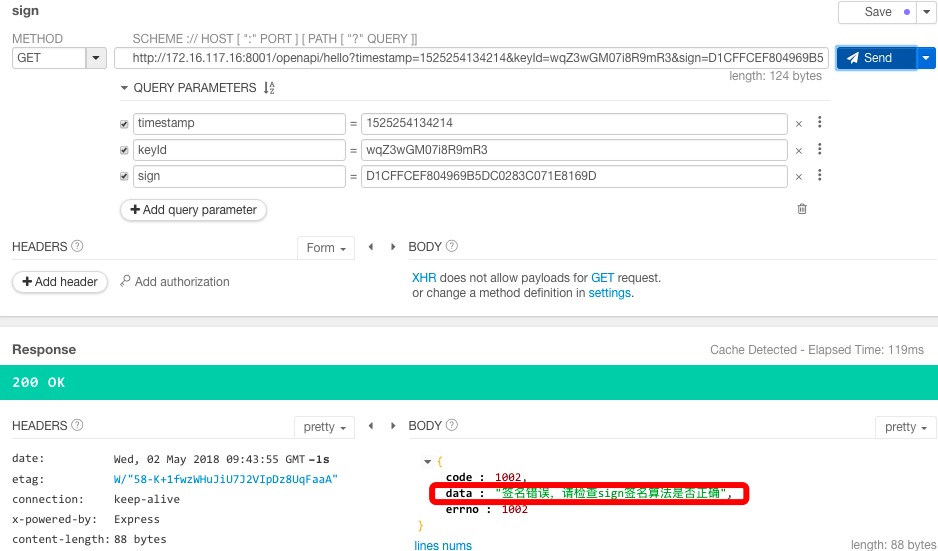 sign
Save
METHOD
SCHEME :// HOST [ ":" PORT ] [ PATH [ "?" QUERY ]]
GET
http://172.16.117.16:8001/openapi/hello?timestamp=1525254134214&keyId=wqZ3wGM07i8R9mR3&sign=D1CFFCEF804969B5
Send
length: 124 bytes
QUERY PARAMETERS
timestamp = 1525254134214 ×
keyId = wqZ3wGM07i8R9mR3 ×
sign = D1CFFCEF804969B5DC0283C071E8169D ×
+ Add query parameter
HEADERS ?
Form
BODY ?
+ Add header
Add authorization
XHR does not allow payloads for GET request.
or change a method definition in settings.
Response
Cache Detected - Elapsed Time: 119ms
200 OK
HEADERS ?
pretty
BODY ?
pretty
date: Wed, 02 May 2018 09:43:55 GMT -1s
etag: W/"58-K+1fwzWHuJiU7J2VIpDz8UqFaaA"
connection: keep-alive
x-powered-by: Express
content-length: 88 bytes
{
code : 1002,
data : "签名错误, 请检查sign签名算法是否正确",
errno : 1002
}
lines nums
length: 88 bytes